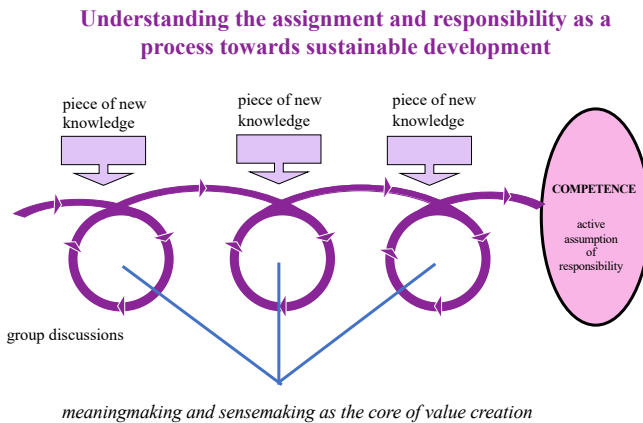 Understanding the assignment and responsibility as a
process towards sustainable development
piece of new
knowledge
piece of new
knowledge
piece of new
knowledge
COMPETENCE
active
assumption
of
responsibility
group discussions
meaningmaking and sensemaking as the core of value creation